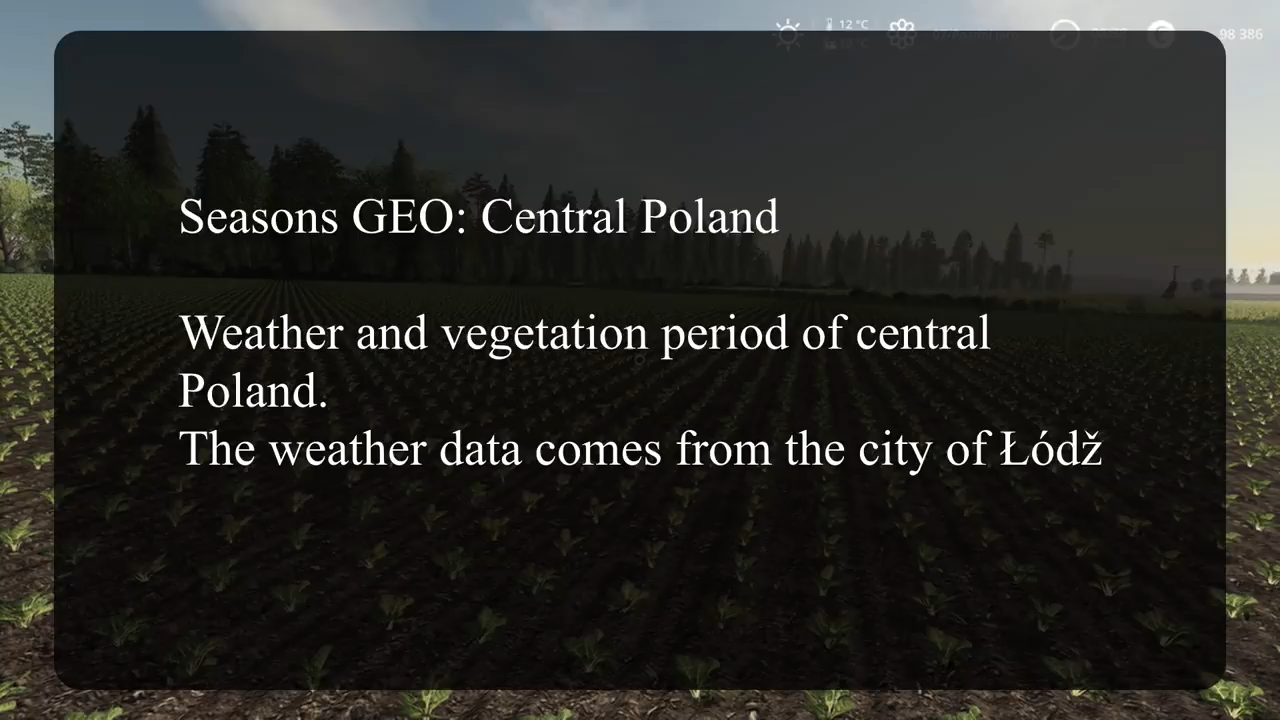 12 °C
98 386
Seasons GEO: Central Poland
Weather and vegetation period of central
Poland.
The weather data comes from the city of Łódž